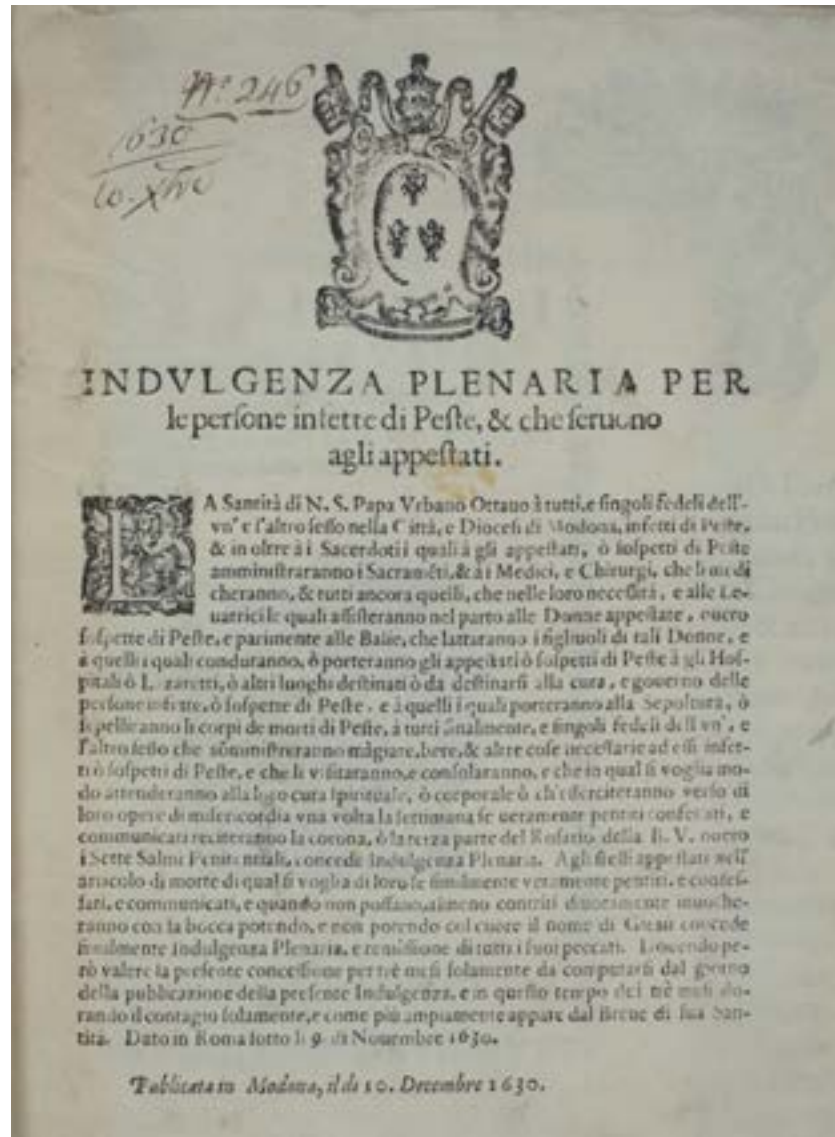 Nº. 246
1630
INDVLGENZA PLENARIA PER
le perſone infette di Peſte, & che ſeruono
agli appeſtati.
LA Santità di N. S. Papa Vrbano Ottauo à tutti, e ſingoli fedeli dell'-
vn' e l'altro ſeſſo nella Città, e Dioceſi di Modona, infetti di Peſte,
& in oltre à i Sacerdoti i quali à gli appeſtati, ò ſoſpetti di Peſte
amminiſtraranno i Sacramẽti, & à i Medici, e Chirurgi, che li medi
cheranno, & tutti ancora quelli, che nelle loro neceſſità, e alle Le-
uatrici le quali aſſiſteranno nel parto alle Donne appeſtate, ouero
ſoſpette di Peſte, e parimente alle Balie, che lattaranno i figliuoli di tali Donne, e
à quelli i quali conduranno, ò porteranno gli appeſtati ò ſoſpetti di Peſte à gli Hoſ-
pitali ò Lazaretti, ò altri luoghi deſtinati ò da deſtinarſi alla cura, e gouerno delle
perſone infette, ò ſoſpette di Peſte, e à quelli i quali porteranno alla Sepoltura, ò
ſepelliranno li corpi de morti di Peſte, à tutti finalmente, e ſingoli fedeli dell vn', e
l'altro ſeſſo che sõminiſtreranno mãgiare, bere, & altre coſe neceſſarie ad eſſi infet-
ti ò ſoſpetti di Peſte, e che li viſitaranno, e conſolaranno, e che in qual ſi voglia mo-
do attenderanno alla loro cura ſpirituale, ò corporale ò ch'eſerciteranno verſo di
loro opere di miſericordia vna volta la ſettimana ſe ueramente pentiti confeſſati, e
communicati reciteranno la corona, ò la terza parte del Roſario della B. V. ouero
i Sette Salmi Penitentiali, concede Indulgenza Plenaria. Agli ſteſſi appeſtati nell'
articolo di morte di qual ſi voglia di loro ſe ſimilmente veramente pentiti, e confeſ-
ſati, e communicati, e quando non poſſano, almeno contriti diuotamente inuoche-
ranno con la bocca potendo, e non potendo col cuore il nome di Gieſu concede
ſimilmente Indulgenza Plenaria, e remiſſione di tutti i ſuoi peccati. Douendo pe-
rò valere la preſente conceſſione per trè meſi ſolamente da computarſi dal giorno
della pubblicazione della preſente Indulgenza, e in queſto tempo dei trè meſi du-
rando il contagio ſolamente, e come più ampiamente appare dal Breue di ſua San-
tità. Dato in Roma ſotto li 9. di Nouembre 1630.
Publicata in Modona, il dì 10. Decembre 1630.